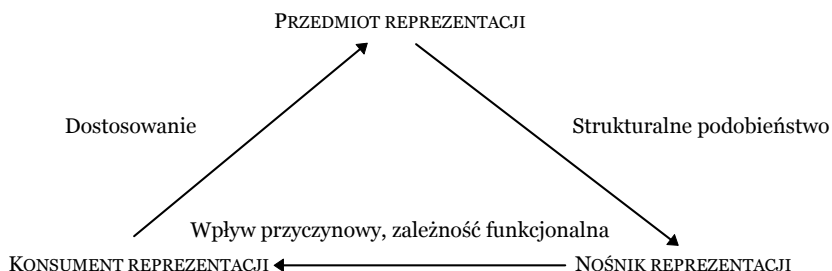 PRZEDMIOT REPREZENTACJI
Dostosowanie
Strukturalne podobieństwo
Wpływ przyczynowy, zależność funkcjonalna
KONSUMENT REPREZENTACJI
NOŚNIK REPREZENTACJI